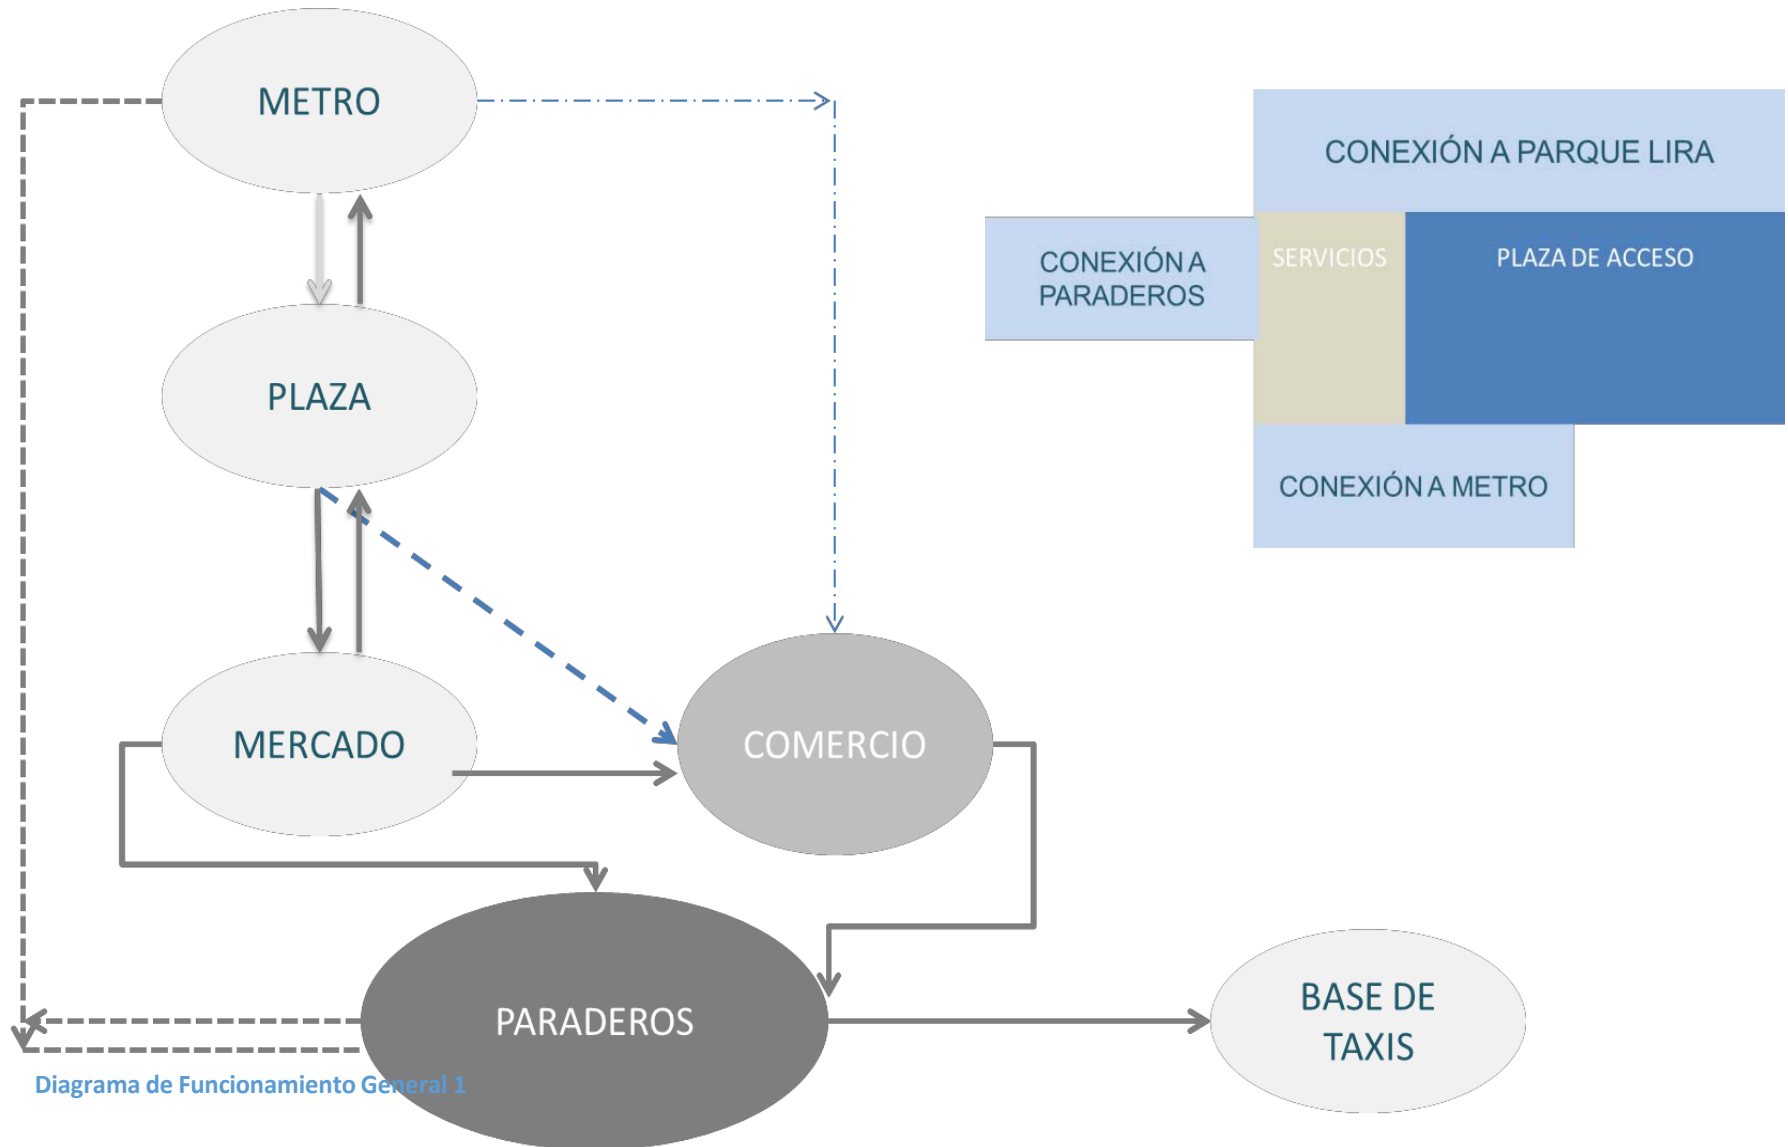 METRO
CONEXIÓN A PARQUE LIRA
CONEXIÓN A
PARADEROS
SERVICIOS
PLAZA DE ACCESO
PLAZA
CONEXIÓN A METRO
MERCADO
COMERCIO
PARADEROS
BASE DE
TAXIS
Diagrama de Funcionamiento General 1